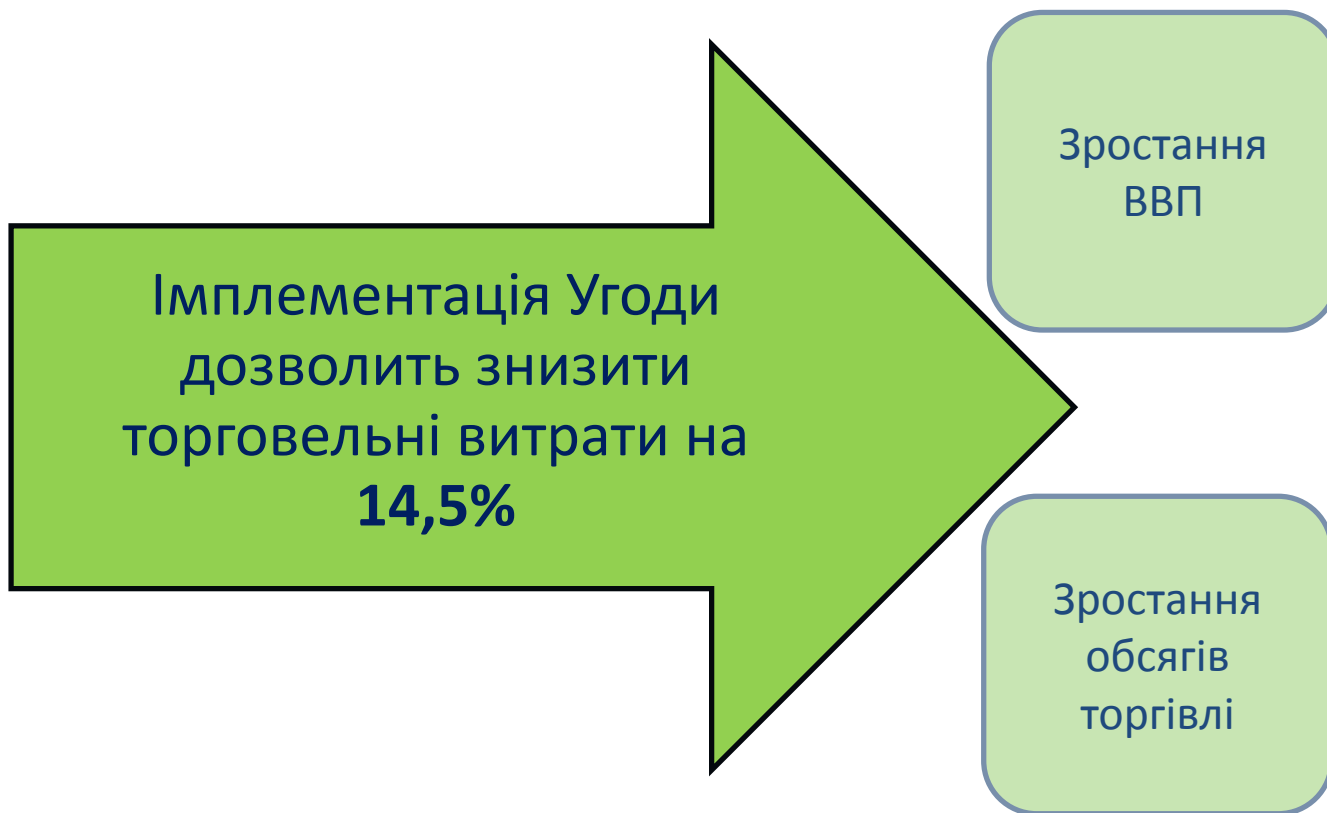 Імплементація Угоди
дозволить знизити
торговельні витрати на
14,5%
Зростання
ВВП
Зростання
обсягів
торгівлі